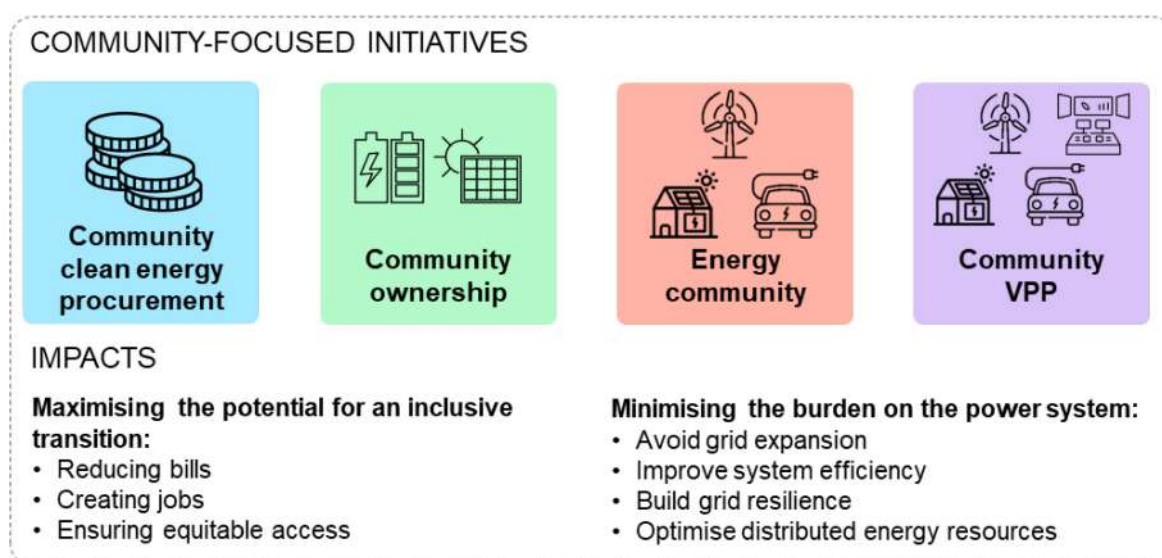 COMMUNITY-FOCUSED INITIATIVES
Community
clean energy
procurement
Community
ownership
Energy
community
Community
VPP
IMPACTS
Maximising the potential for an inclusive
transition:
• Reducing bills
• Creating jobs
• Ensuring equitable access
Minimising the burden on the power system:
• Avoid grid expansion
• Improve system efficiency
• Build grid resilience
• Optimise distributed energy resources